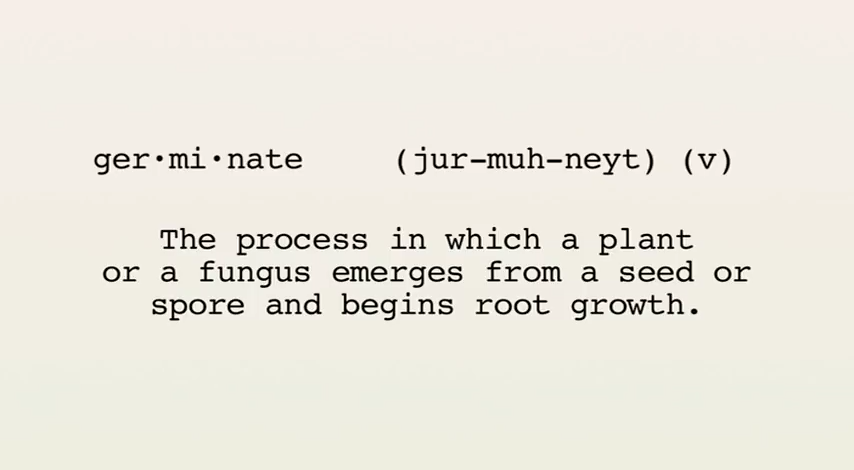 ger·mi·nate (jur-muh-neyt) (v)
The process in which a plant
or a fungus emerges from a seed or
spore and begins root growth.